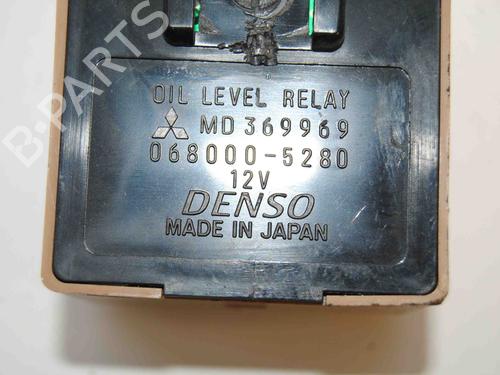 OIL LEVEL RELAY
MD369969
068000-5280
12V
DENSO
MADE IN JAPAN
B-PARTS